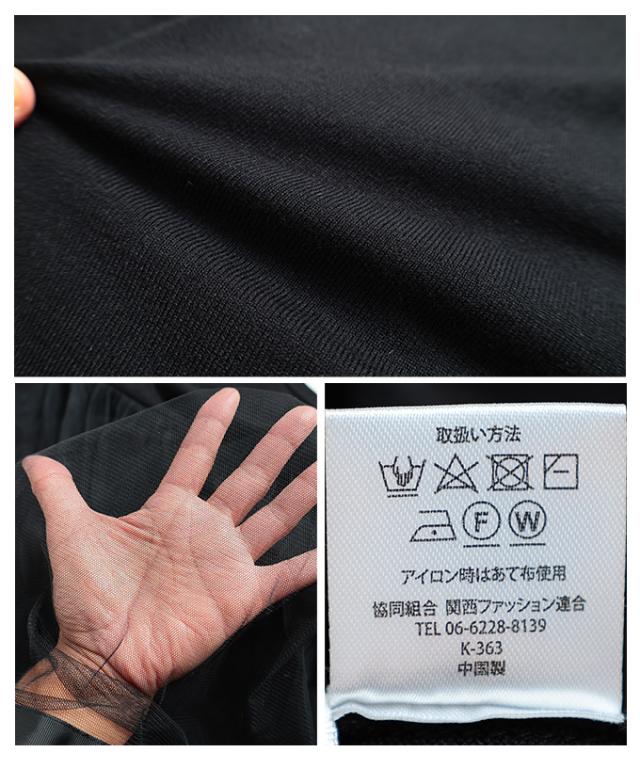 取扱い方法
F W
アイロン時はあて布使用
協同組合 関西ファッション連合
TEL 06-6228-8139
K-363
中国製